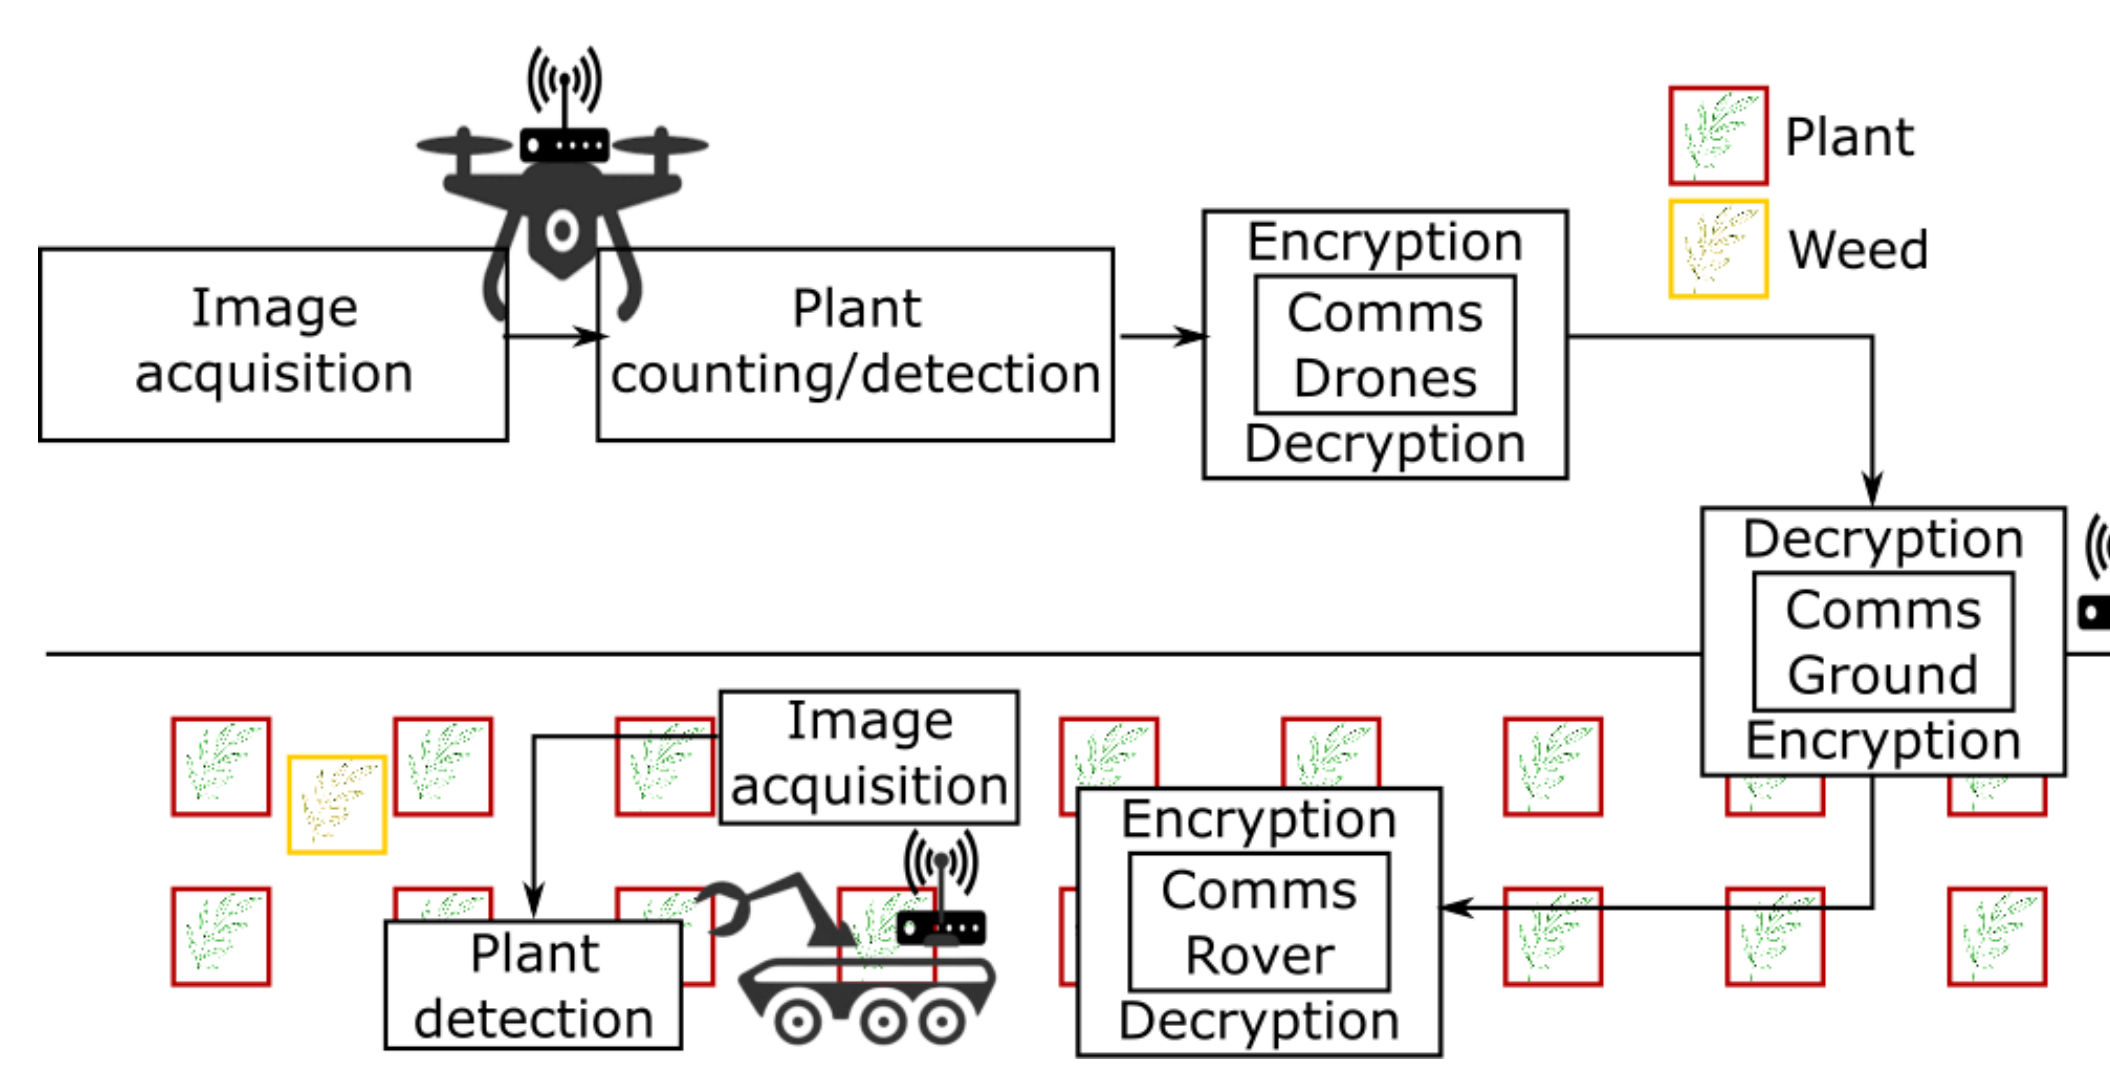 Plant
Weed
Image
acquisition
Plant
counting/detection
Encryption
Comms
Drones
Decryption
Decryption
Comms
Ground
Encryption
Image
acquisition
Plant
detection
Encryption
Comms
Rover
Decryption